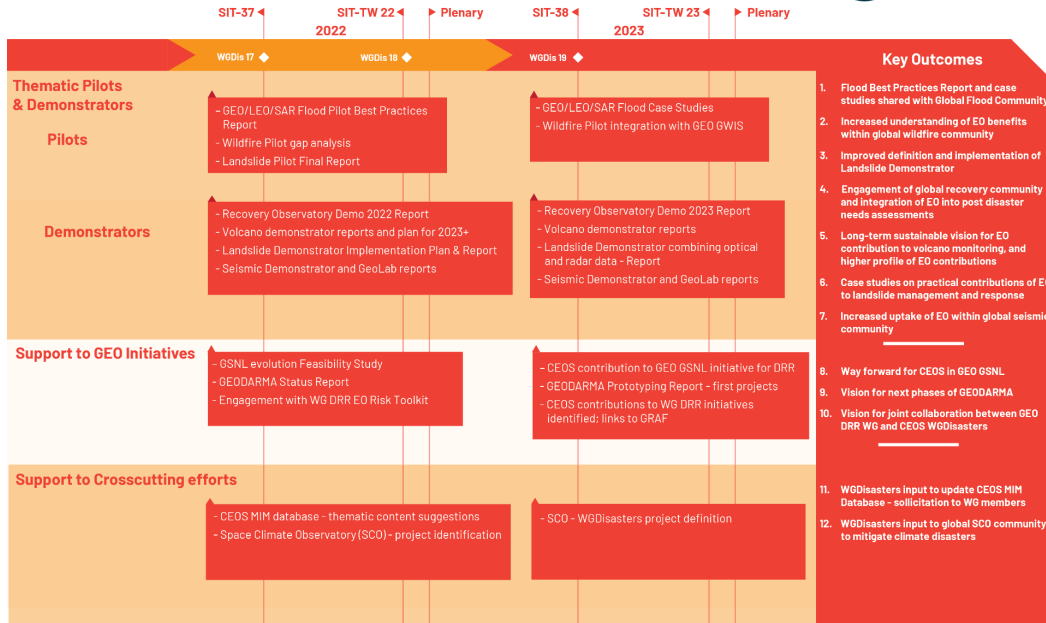 SIT-37
SIT-TW 22
Plenary
SIT-38
SIT-TW 23
Plenary
2022
2023
WGDis 17
WGDis 18
WGDis 19
Thematic Pilots
& Demonstrators
Pilots
– GEO/LEO/SAR Flood Pilot Best Practices
Report
– Wildfire Pilot gap analysis
– Landslide Pilot Final Report
– GEO/LEO/SAR Flood Case Studies
– Wildfire Pilot integration with GEO GWIS
Demonstrators
– Recovery Observatory Demo 2022 Report
– Volcano demonstrator reports and plan for 2023+
– Landslide Demonstrator Implementation Plan & Report
– Seismic Demonstrator and GeoLab reports
– Recovery Observatory Demo 2023 Report
– Volcano demonstrator reports
– Landslide Demonstrator combining optical
and radar data - Report
– Seismic Demonstrator and GeoLab reports
Support to GEO Initiatives
– GSNL evolution Feasibility Study
– GEODARMA Status Report
– Engagement with WG DRR EO Risk Toolkit
– CEOS contribution to GEO GSNL initiative for DRR
– GEODARMA Prototyping Report – first projects
– CEOS contributions to WG DRR initiatives
identified; links to GRAF
Support to Crosscutting efforts
– CEOS MIM database - thematic content suggestions
– Space Climate Observatory (SCO) – project identification
– SCO – WGDisasters project definition
Key Outcomes
1. Flood Best Practices Report and case
studies shared with Global Flood Community
2. Increased understanding of EO benefits
within global wildfire community
3. Improved definition and implementation of
Landslide Demonstrator
4. Engagement of global recovery community
and integration of EO into post disaster
needs assessments
5. Long-term sustainable vision for EO
contribution to volcano monitoring, and
higher profile of EO contributions
6. Case studies on practical contributions of EO
to landslide management and response
7. Increased uptake of EO within global seismic
community
8. Way forward for CEOS in GEO GSNL
9. Vision for next phases of GEODARMA
10. Vision for joint collaboration between GEO
DRR WG and CEOS WGDisasters
11. WGDisasters input to update CEOS MIM
Database - sollicitation to WG members
12. WGDisasters input to global SCO community
to mitigate climate disasters